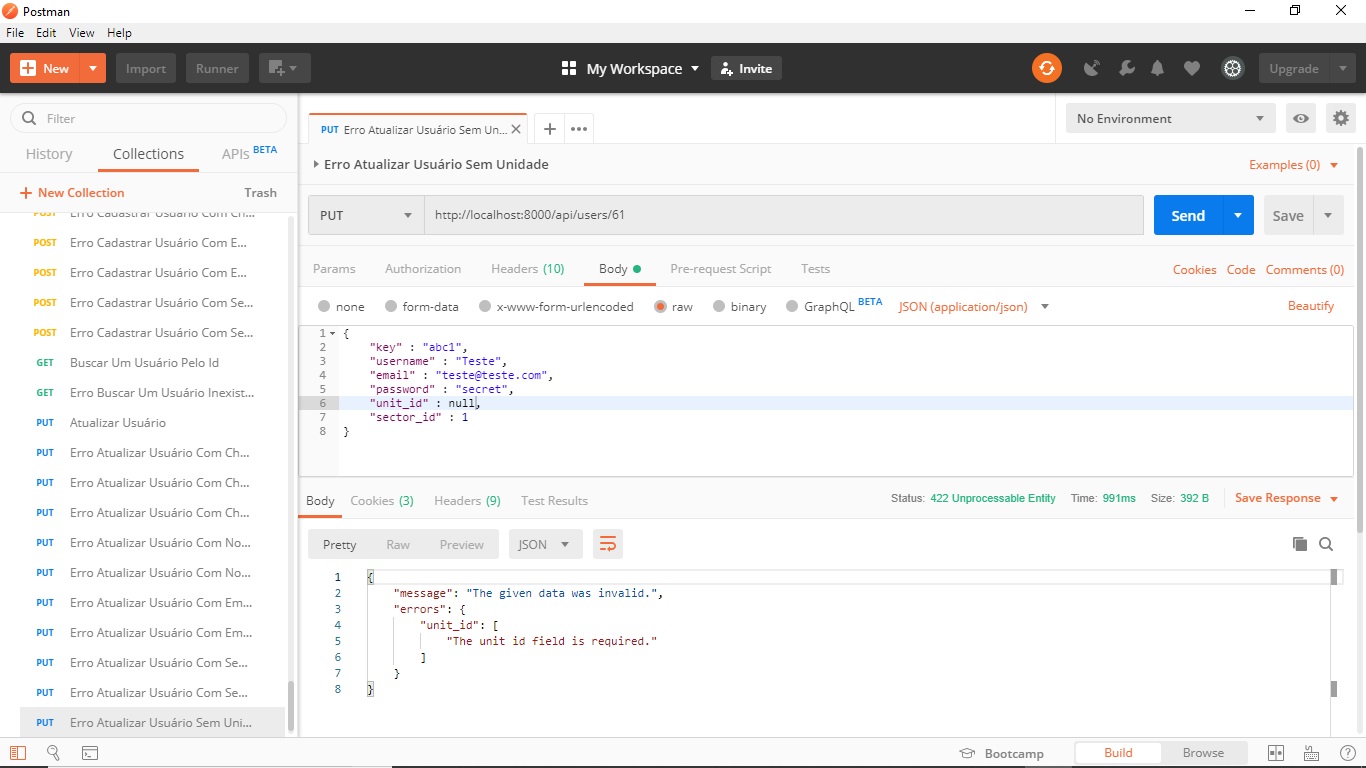 Postman
File Edit View Help
New Import Runner My Workspace Invite Upgrade
Filter
History Collections APIs BETA
New Collection Trash
POST Erro Cadastrar Usuário Com Ch...
POST Erro Cadastrar Usuário Com E...
POST Erro Cadastrar Usuário Com E...
POST Erro Cadastrar Usuário Com Se...
POST Erro Cadastrar Usuário Com Se...
GET Buscar Um Usuário Pelo Id
GET Erro Buscar Um Usuário Inexist...
PUT Atualizar Usuário
PUT Erro Atualizar Usuário Com Ch...
PUT Erro Atualizar Usuário Com Ch...
PUT Erro Atualizar Usuário Com Ch...
PUT Erro Atualizar Usuário Com No...
PUT Erro Atualizar Usuário Com No...
PUT Erro Atualizar Usuário Com Em...
PUT Erro Atualizar Usuário Com Em...
PUT Erro Atualizar Usuário Com Se...
PUT Erro Atualizar Usuário Com Se...
PUT Erro Atualizar Usuário Sem Uni...
PUT Erro Atualizar Usuário Sem Un...
No Environment
Erro Atualizar Usuário Sem Unidade Examples (0)
PUT http://localhost:8000/api/users/61 Send Save
Params Authorization Headers (10) Body Pre-request Script Tests Cookies Code Comments (0)
none form-data x-www-form-urlencoded raw binary GraphQL BETA JSON (application/json) Beautify
1 {
2 "key" : "abc1",
3 "username" : "Teste",
4 "email" : "teste@teste.com",
5 "password" : "secret",
6 "unit_id" : null,
7 "sector_id" : 1
8 }
Body Cookies (3) Headers (9) Test Results Status: 422 Unprocessable Entity Time: 991ms Size: 392 B Save Response
Pretty Raw Preview JSON
1 {
2 "message": "The given data was invalid.",
3 "errors": {
4 "unit_id": [
5 "The unit id field is required."
6 ]
7 }
8 }
Bootcamp Build Browse